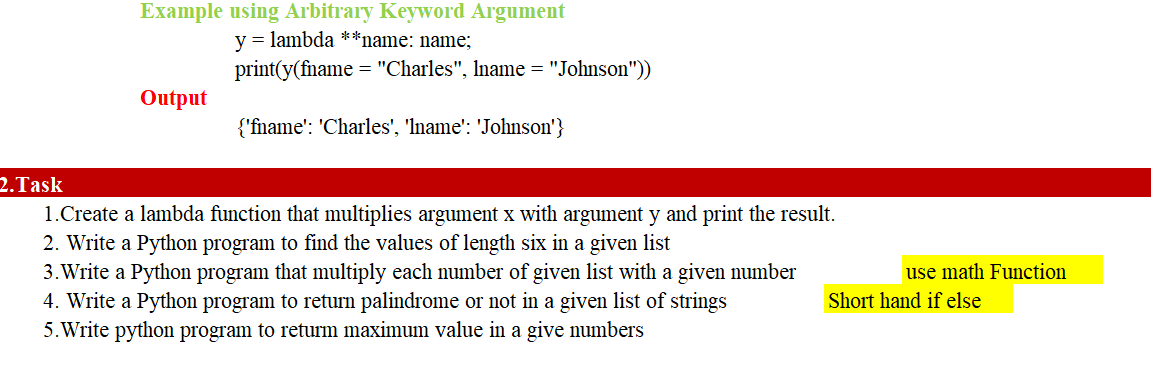 Example using Arbitrary Keyword Argument
y = lambda **name: name;
print(y(fname = "Charles", lname = "Johnson"))
Output
{'fname': 'Charles', 'lname': 'Johnson'}
2.Task
1.Create a lambda function that multiplies argument x with argument y and print the result.
2. Write a Python program to find the values of length six in a given list
3.Write a Python program that multiply each number of given list with a given number use math Function
4. Write a Python program to return palindrome or not in a given list of strings Short hand if else
5.Write python program to returm maximum value in a give numbers